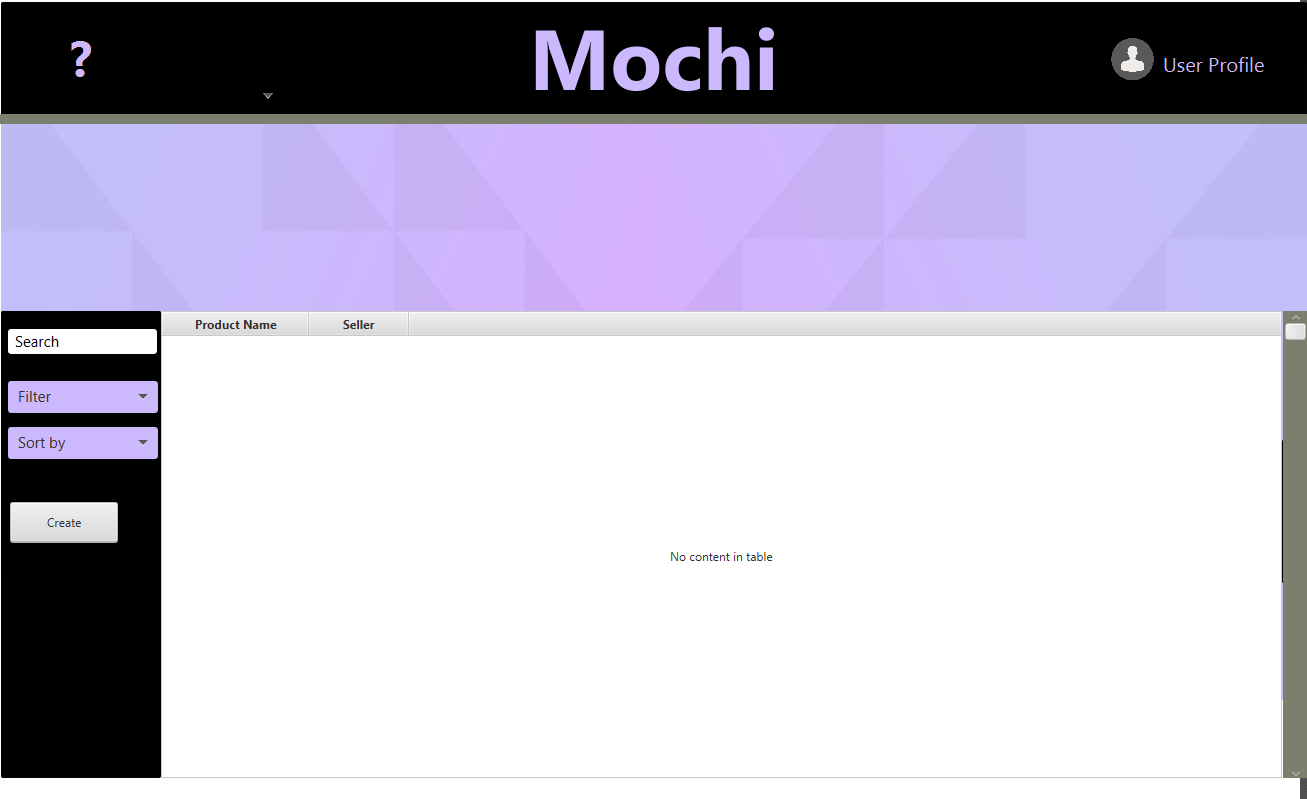 ?
Mochi
User Profile
Product Name
Seller
Search
Filter
Sort by
Create
No content in table